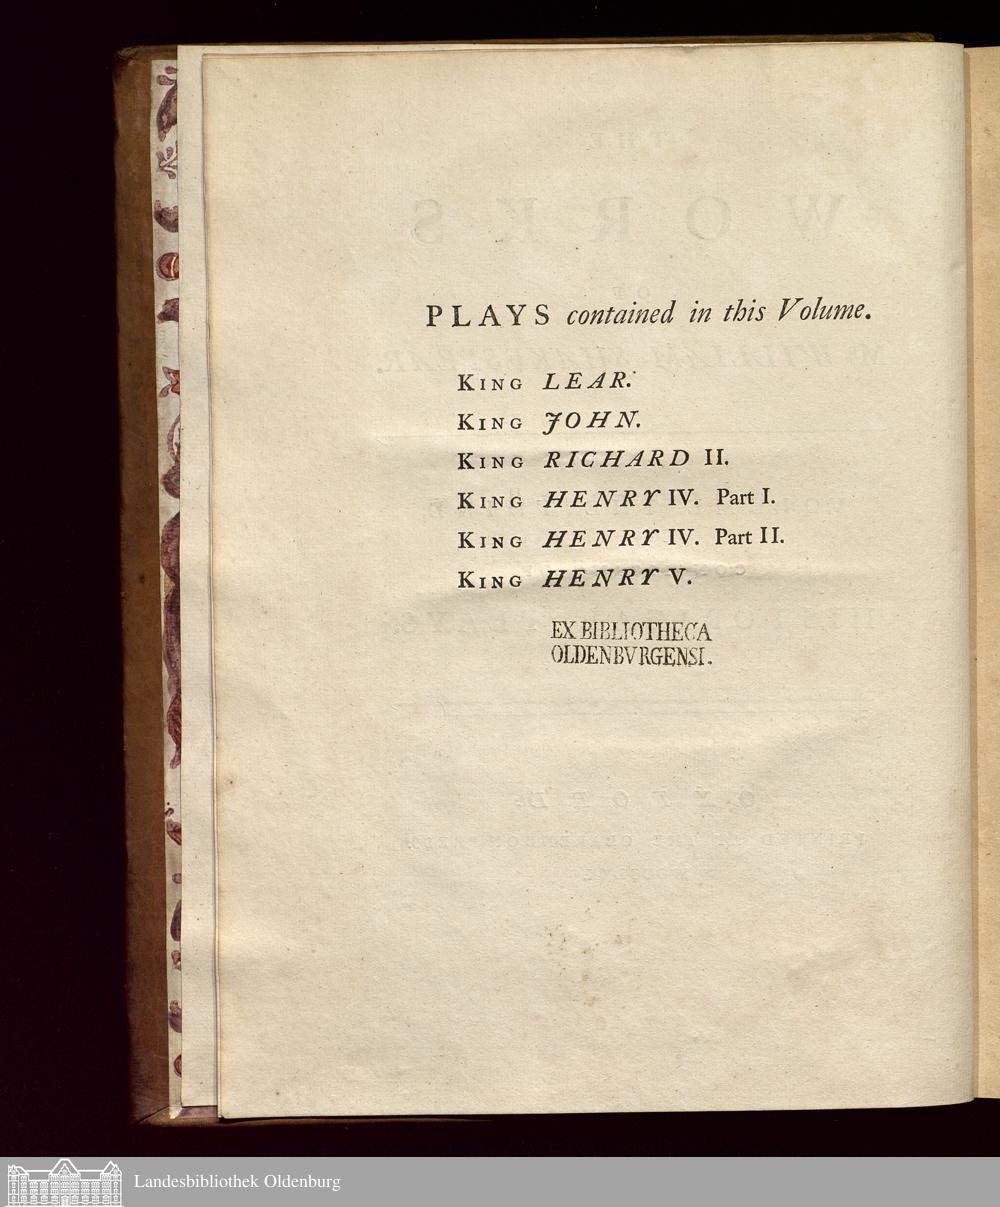 PLAYS contained in this Volume.
KING LEAR.
KING JOHN.
KING RICHARD II.
KING HENRY IV. Part I.
KING HENRY IV. Part II.
KING HENRY V.
EX BIBLIOTHECA
OLDENBVRGENSI.
Landesbibliothek Oldenburg